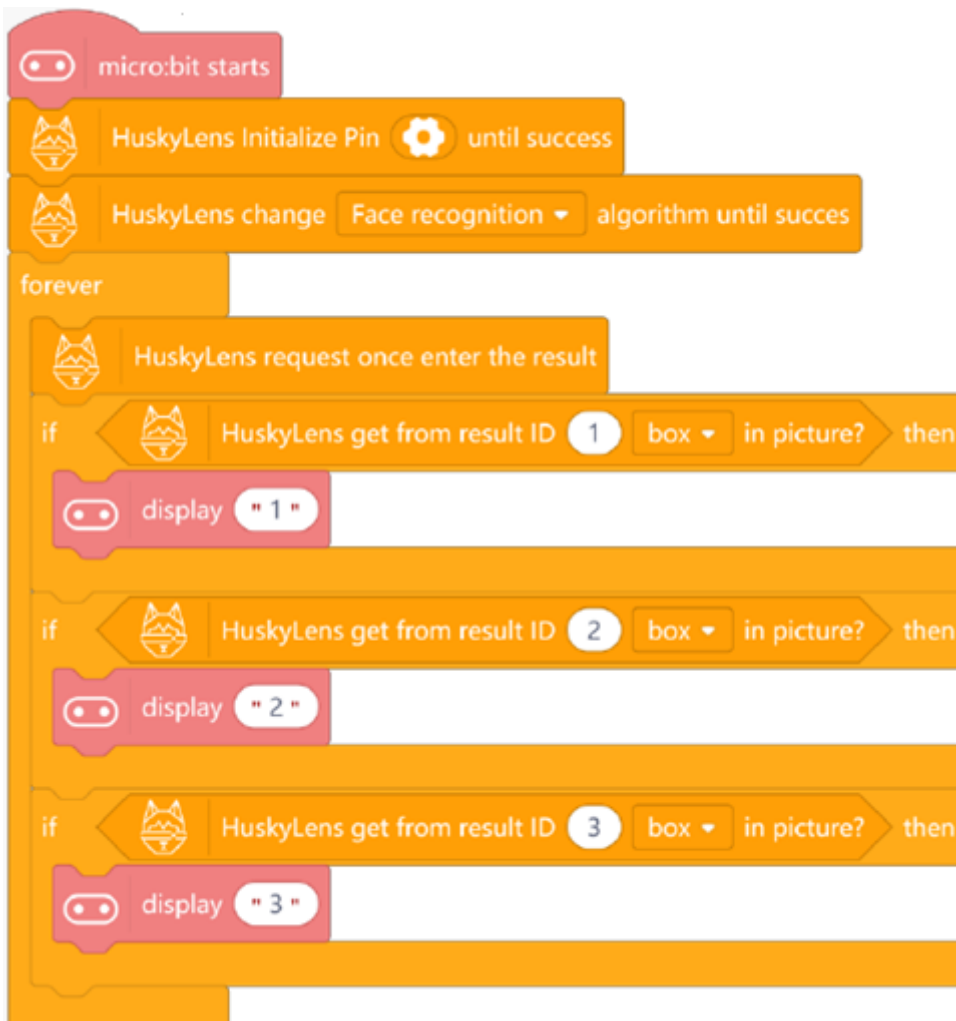 micro:bit starts
HuskyLens Initialize Pin until success
HuskyLens change Face recognition algorithm until succes
forever
HuskyLens request once enter the result
if HuskyLens get from result ID 1 box in picture? then
display "1"
if HuskyLens get from result ID 2 box in picture? then
display "2"
if HuskyLens get from result ID 3 box in picture? then
display "3"